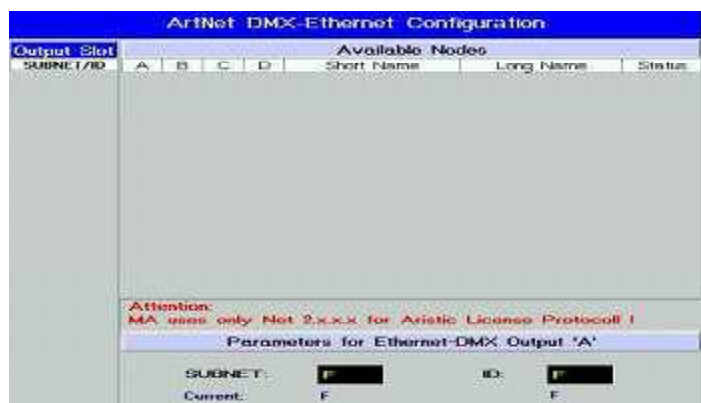 ArtNet DMX-Ethernet Configuration
Output Slot
Available Nodes
SUBNET/ID A B C D Short Name Long Name Status
Attention:
MA uses only Net 2.x.x.x for Aristic License Protocoll !
Parameters for Ethernet-DMX Output 'A'
SUBNET: F ID: F
Current: F F